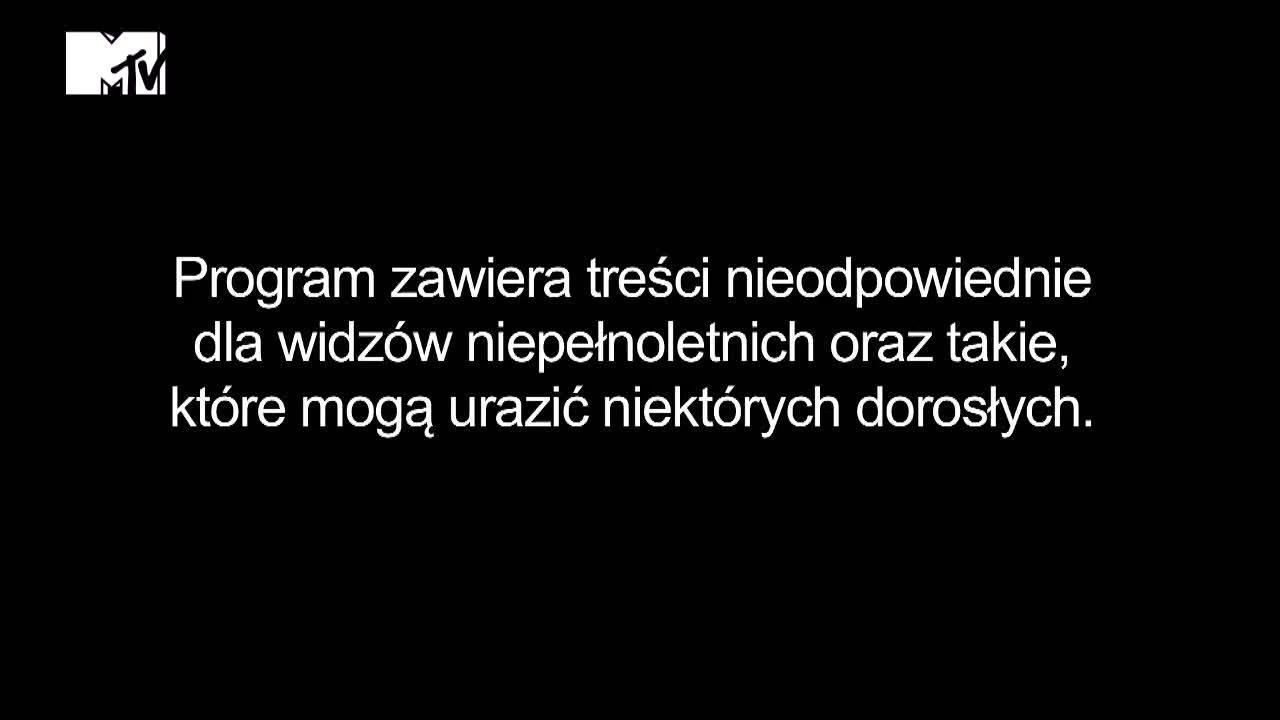 MTV
Program zawiera treści nieodpowiednie
dla widzów niepełnoletnich oraz takie,
które mogą urazić niektórych dorosłych.